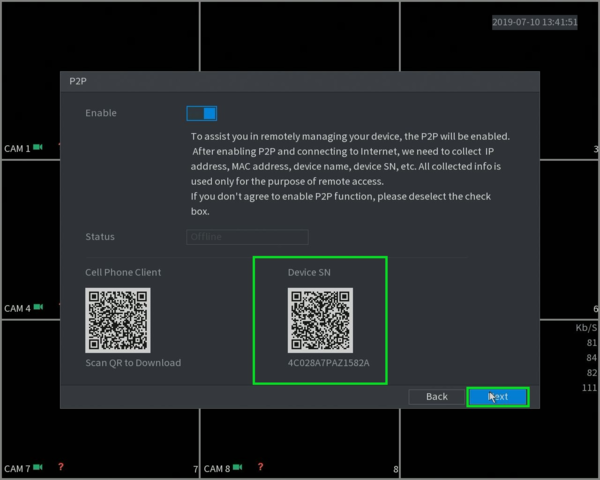 2019-07-10 13:41:51
P2P
Enable
To assist you in remotely managing your device, the P2P will be enabled.
After enabling P2P and connecting to Internet, we need to collect IP
address, MAC address, device name, device SN, etc. All collected info is
used only for the purpose of remote access.
If you don't agree to enable P2P function, please deselect the check
box.
CAM 1
3
Status
Offline
Cell Phone Client
Device SN
CAM 4
6
Kb/S
81
84
82
111
Scan QR to Download
4C028A7PAZ1582A
Back
Next
CAM 7
?
7
CAM 8
?
8